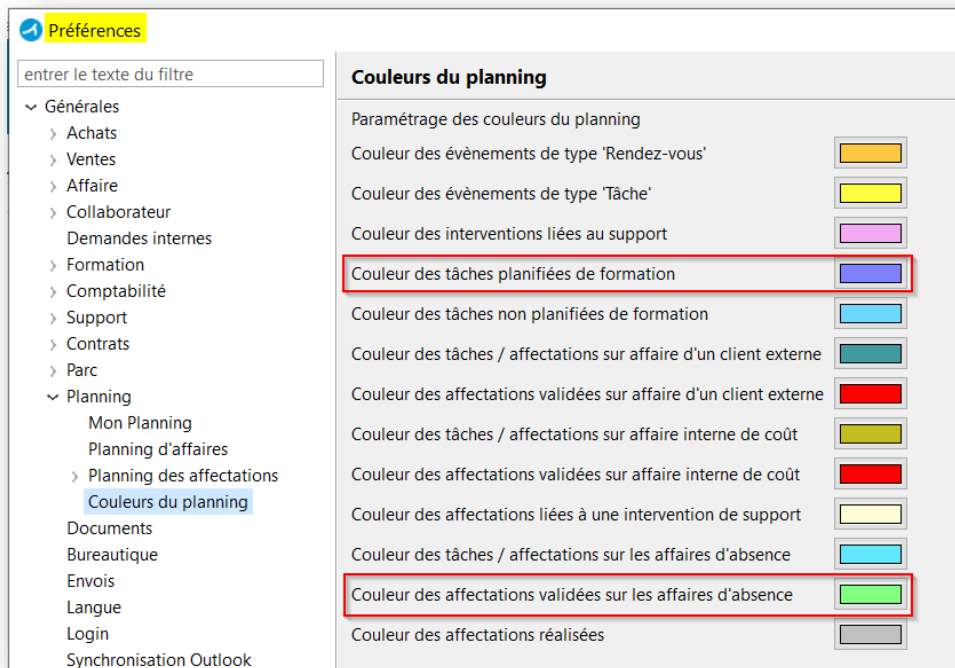 Préférences
entrer le texte du filtre
Générales
Achats
Ventes
Affaire
Collaborateur
Demandes internes
Formation
Comptabilité
Support
Contrats
Parc
Planning
Mon Planning
Planning d'affaires
Planning des affectations
Couleurs du planning
Documents
Bureautique
Envois
Langue
Login
Synchronisation Outlook
Couleurs du planning
Paramétrage des couleurs du planning
Couleur des évènements de type 'Rendez-vous'
Couleur des évènements de type 'Tâche'
Couleur des interventions liées au support
Couleur des tâches planifiées de formation
Couleur des tâches non planifiées de formation
Couleur des tâches / affectations sur affaire d'un client externe
Couleur des affectations validées sur affaire d'un client externe
Couleur des tâches / affectations sur affaire interne de coût
Couleur des affectations validées sur affaire interne de coût
Couleur des affectations liées à une intervention de support
Couleur des tâches / affectations sur les affaires d'absence
Couleur des affectations validées sur les affaires d'absence
Couleur des affectations réalisées